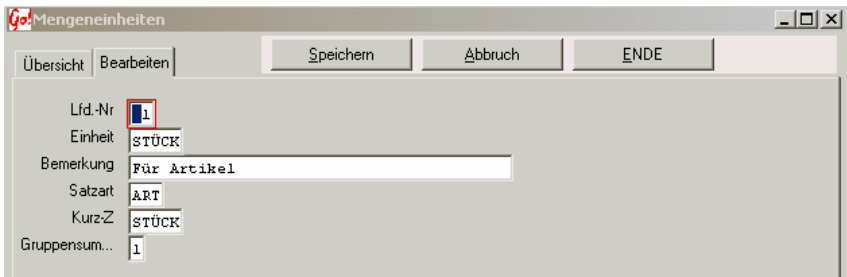 Go! Mengeneinheiten
Übersicht Bearbeiten Speichern Abbruch ENDE
Lfd.-Nr 1
Einheit STÜCK
Bemerkung Für Artikel
Satzart ART
Kurz-Z STÜCK
Gruppensum... 1